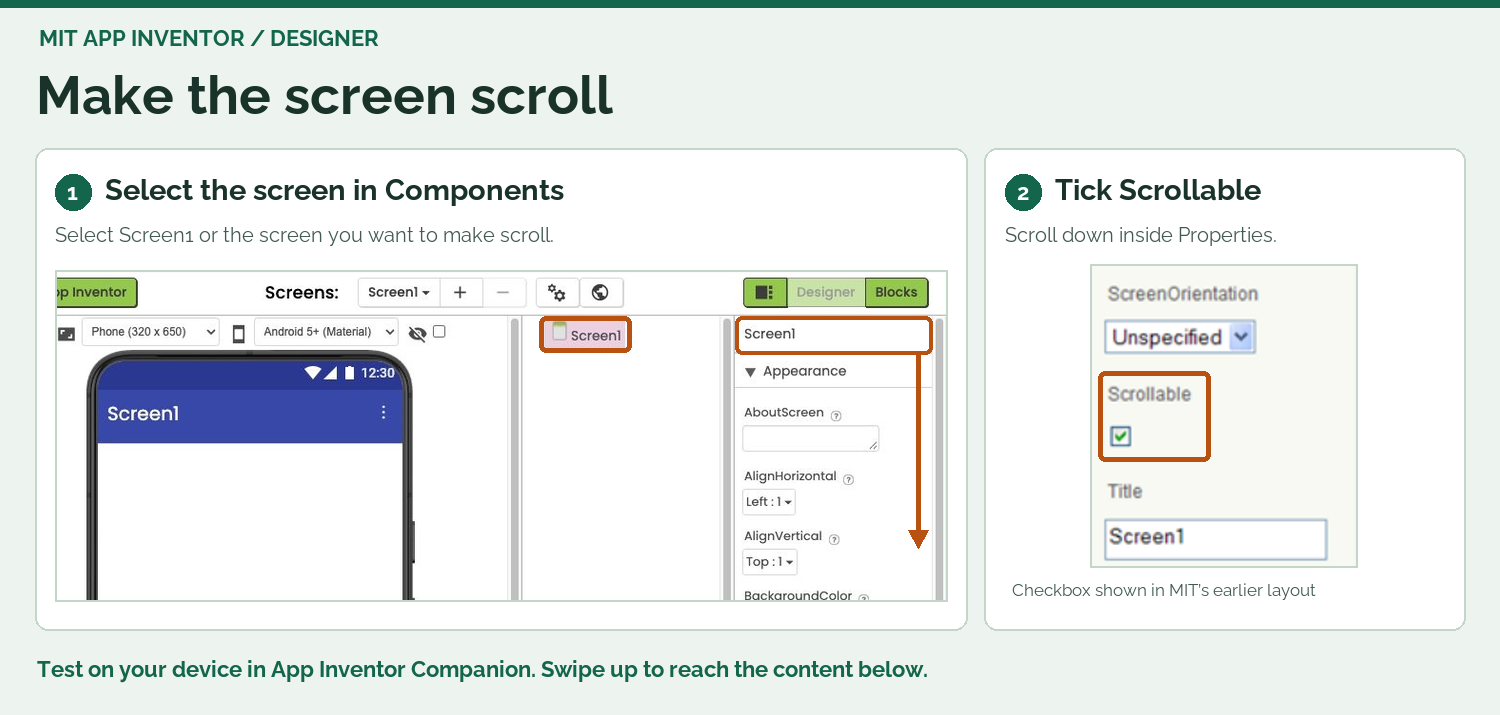 MIT APP INVENTOR / DESIGNER
Make the screen scroll
1 Select the screen in Components
Select Screen1 or the screen you want to make scroll.
pp Inventor
Screens:
Screen1
+
−
Designer
Blocks
Phone (320 x 650)
Android 5+ (Material)
Screen1
Screen1
12:30
Screen1
Appearance
AboutScreen ?
AlignHorizontal ?
Left : 1
AlignVertical ?
Top : 1
BackgroundColor ?
2 Tick Scrollable
Scroll down inside Properties.
ScreenOrientation
Unspecified
Scrollable
Title
Screen1
Checkbox shown in MIT's earlier layout
Test on your device in App Inventor Companion. Swipe up to reach the content below.